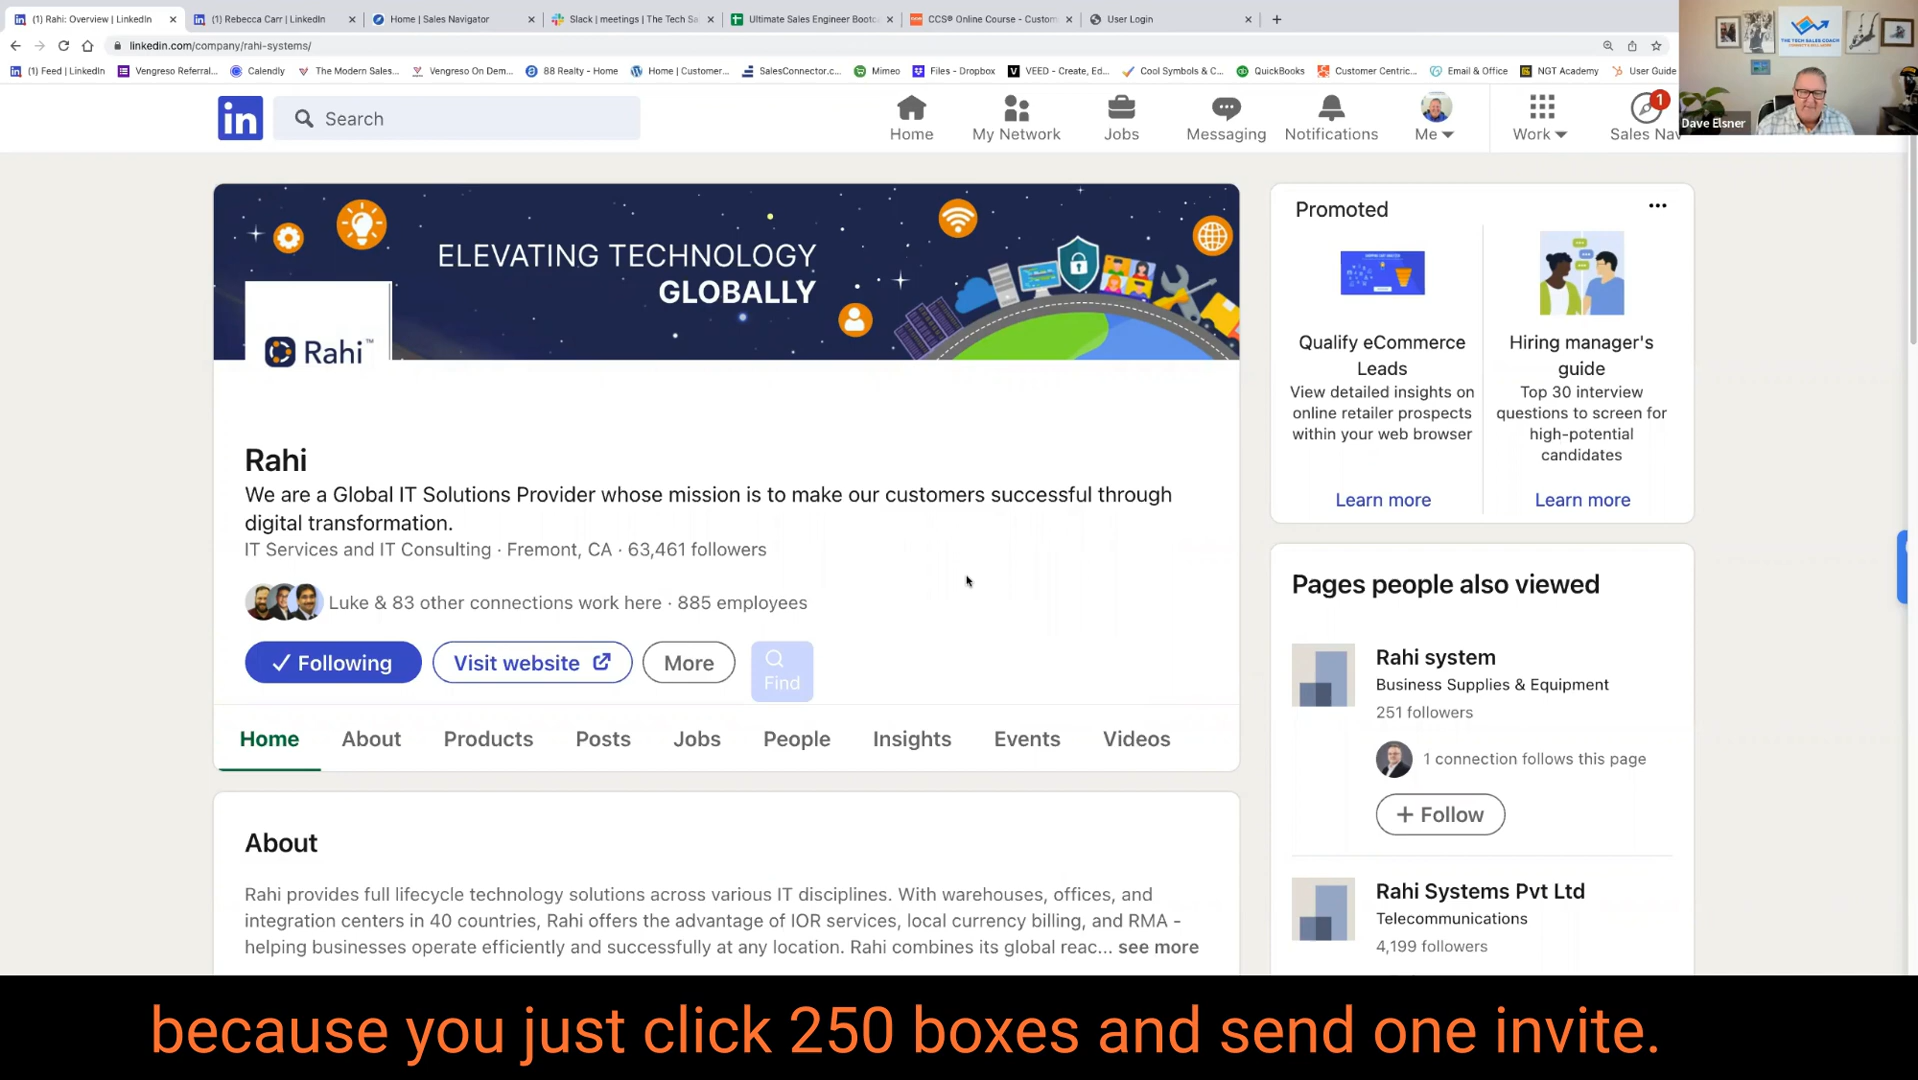 (1) Rahi: Overview | LinkedIn
(1) Rebecca Carr | LinkedIn
Home | Sales Navigator
Slack | meetings | The Tech Sa
Ultimate Sales Engineer Bootc
CCS® Online Course - Custom
User Login
linkedin.com/company/rahi-systems/
(1) Feed | LinkedIn
Vengreso Referral...
Calendly
The Modern Sales...
Vengreso On Dem...
88 Realty - Home
Home | Customer...
SalesConnector.c...
Mimeo
Files - Dropbox
VEED - Create, Ed...
Cool Symbols & C...
QuickBooks
Customer Centric...
Email & Office
NGT Academy
User Guide
THE TECH SALES COACH
Dave Elsner
in
Search
Home
My Network
Jobs
Messaging
Notifications
Me
Work
1
Sales Nav
ELEVATING TECHNOLOGY
GLOBALLY
Rahi™
Rahi
We are a Global IT Solutions Provider whose mission is to make our customers successful through
digital transformation.
IT Services and IT Consulting · Fremont, CA · 63,461 followers
Luke & 83 other connections work here · 885 employees
Following
Visit website
More
Find
Home
About
Products
Posts
Jobs
People
Insights
Events
Videos
About
Rahi provides full lifecycle technology solutions across various IT disciplines. With warehouses, offices, and
integration centers in 40 countries, Rahi offers the advantage of IOR services, local currency billing, and RMA -
helping businesses operate efficiently and successfully at any location. Rahi combines its global reac... see more
Promoted
Qualify eCommerce
Leads
View detailed insights on
online retailer prospects
within your web browser
Learn more
Hiring manager's
guide
Top 30 interview
questions to screen for
high-potential
candidates
Learn more
Pages people also viewed
Rahi system
Business Supplies & Equipment
251 followers
1 connection follows this page
+ Follow
Rahi Systems Pvt Ltd
Telecommunications
4,199 followers
because you just click 250 boxes and send one invite.